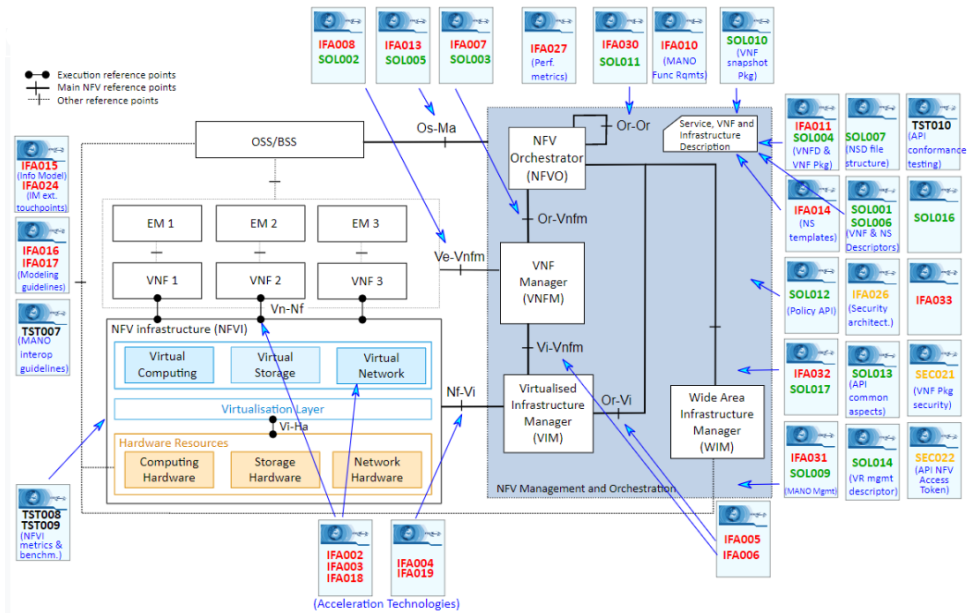 IFA008
SOL002
IFA013
SOL005
IFA007
SOL003
IFA027
(Perf.
metrics)
IFA030
SOL011
IFA010
(MANO
Func Rqmts)
SOL010
(VNF
snapshot
Pkg)
Execution reference points
Main NFV reference points
Other reference points
OSS/BSS
Os-Ma
NFV
Orchestrator
(NFVO)
Or-Or
Service, VNF and
Infrastructure
Description
IFA011
SOL004
(VNFD &
VNF Pkg)
SOL007
(NSD file
structure)
TST010
(API
conformance
testing)
IFA015
(Info Model)
IFA024
(IM ext.
touchpoints)
EM 1
EM 2
EM 3
Or-Vnfm
IFA014
(NS
templates)
SOL001
SOL006
(VNF & NS
Descriptors)
SOL016
IFA016
IFA017
(Modeling
guidelines)
VNF 1
VNF 2
VNF 3
Ve-Vnfm
VNF
Manager
(VNFM)
Vn-Nf
SOL012
(Policy API)
IFA026
(Security
architect.)
IFA033
TST007
(MANO
interop
guidelines)
NFV infrastructure (NFVI)
Virtual
Computing
Virtual
Storage
Virtual
Network
Vi-Vnfm
IFA032
SOL017
SOL013
(API
common
aspects)
SEC021
(VNF Pkg
security)
Virtualisation Layer
Nf-Vi
Virtualised
Infrastructure
Manager
(VIM)
Or-Vi
Wide Area
Infrastructure
Manager
(WIM)
Vi-Ha
Hardware Resources
Computing
Hardware
Storage
Hardware
Network
Hardware
NFV Management and Orchestration
IFA031
SOL009
(MANO Mgmt)
SOL014
(VR mgmt
descriptor)
SEC022
(API NFV
Access
Token)
TST008
TST009
(NFVI
metrics &
benchm.)
IFA002
IFA003
IFA018
IFA004
IFA019
IFA005
IFA006
(Acceleration Technologies)